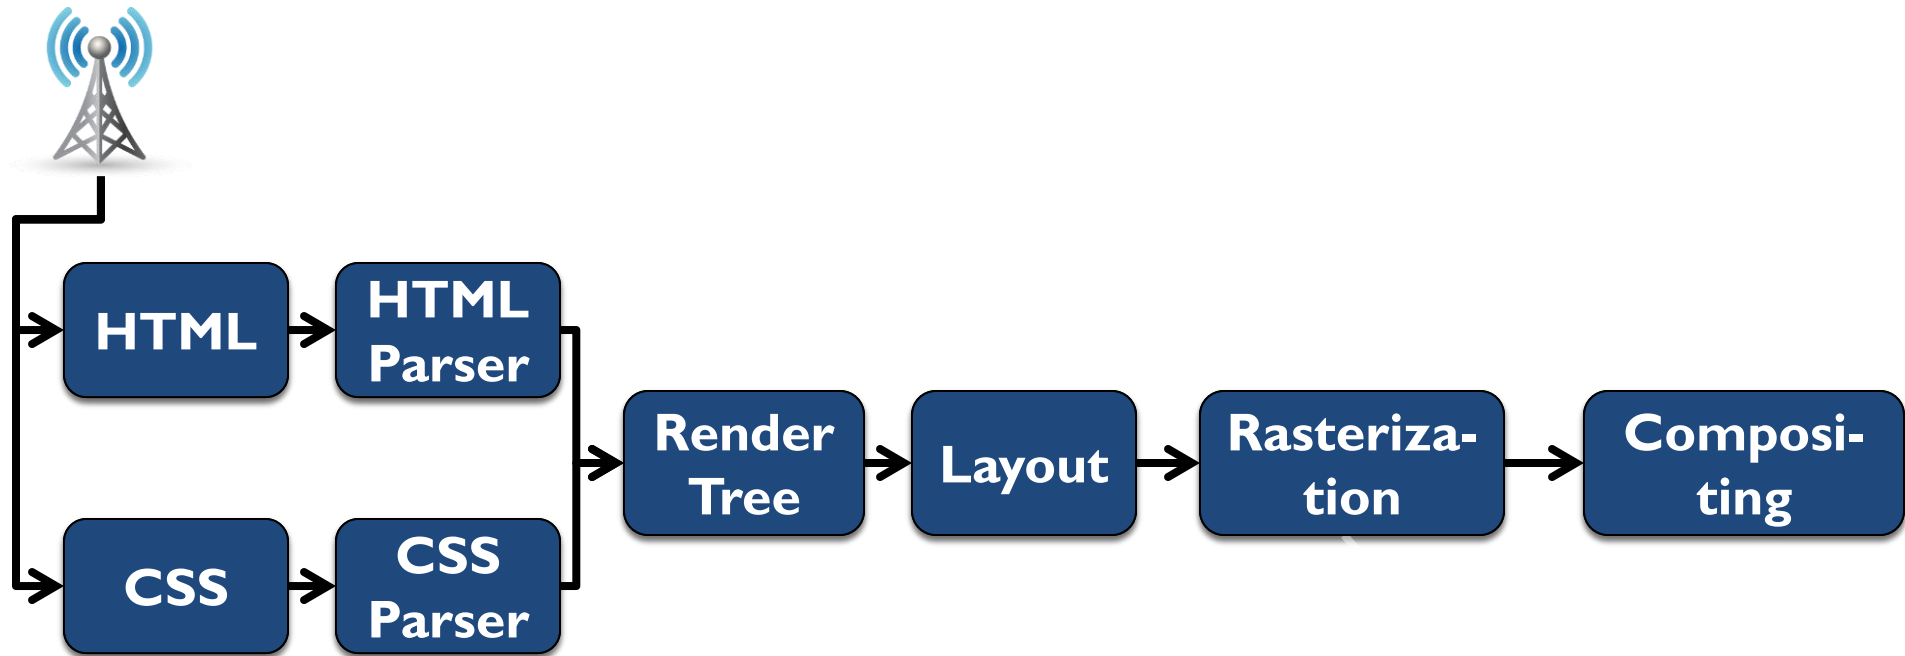 HTML
HTML
Parser
CSS
CSS
Parser
Render
Tree
Layout
Rasteriza-
tion
Composi-
ting